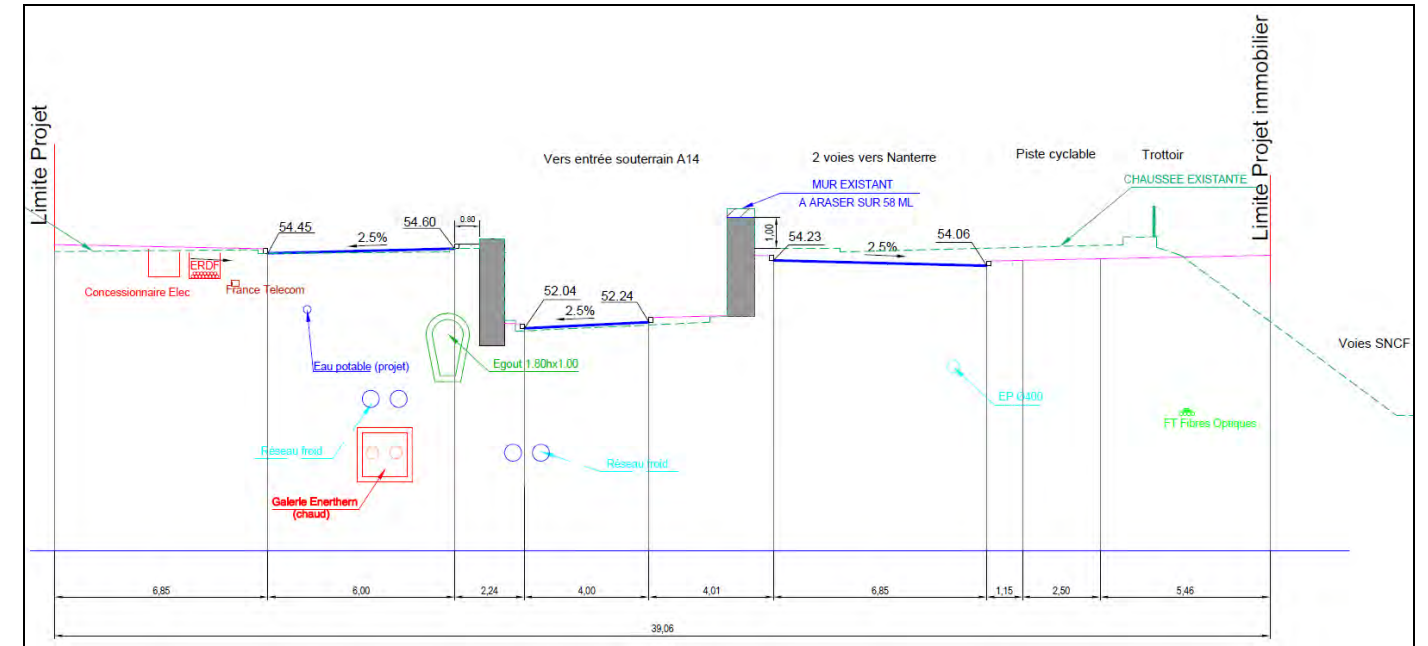 Limite Projet
Limite Projet immobilier
Vers entrée souterrain A14
2 voies vers Nanterre
Piste cyclable
Trottoir
MUR EXISTANT
A ARASER SUR 58 ML
CHAUSSEE EXISTANTE
54.45
2.5%
54.60
0.80
1,00
54.23
2.5%
54.06
ERDF
Concessionnaire Elec
France Telecom
52.04
2.5%
52.24
Eau potable (projet)
Egout 1.80hx1.00
Voies SNCF
EP Ø400
FT Fibres Optiques
Réseau froid
Réseau froid
Galerie Enerthem
(chaud)
6,85
6,00
2,24
4,00
4,01
6,85
1,15
2,50
5,46
39,06